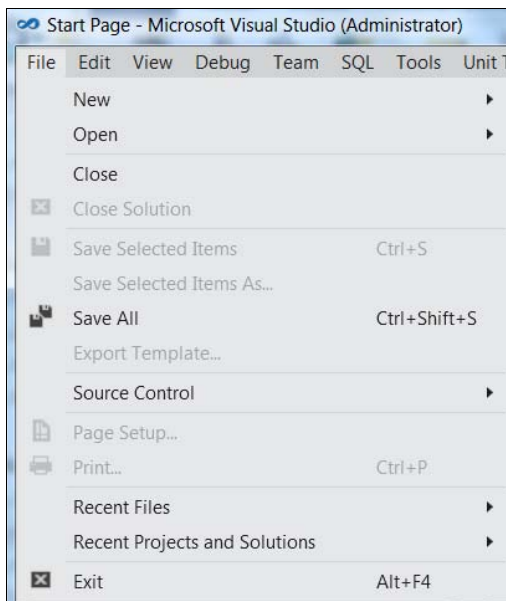 Start Page - Microsoft Visual Studio (Administrator)
File Edit View Debug Team SQL Tools Unit
New
Open
Close
Close Solution
Save Selected Items Ctrl+S
Save Selected Items As...
Save All Ctrl+Shift+S
Export Template...
Source Control
Page Setup...
Print... Ctrl+P
Recent Files
Recent Projects and Solutions
Exit Alt+F4